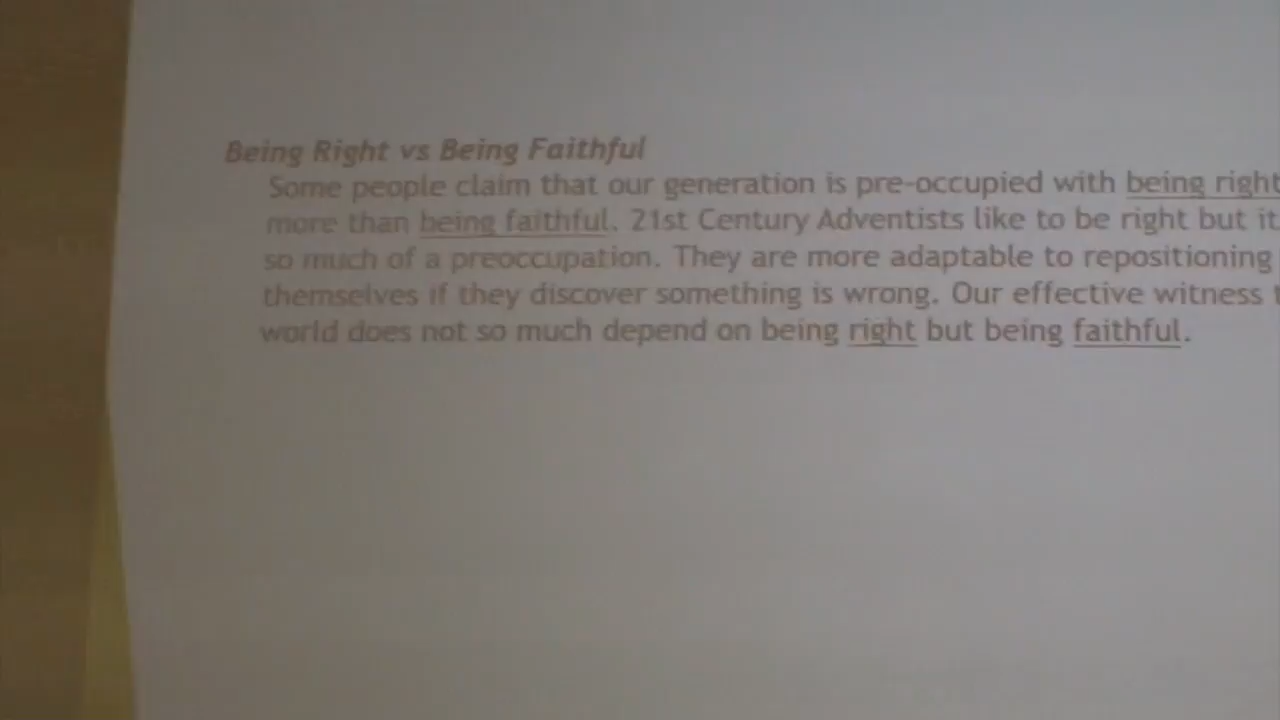 Being Right vs Being Faithful
Some people claim that our generation is pre-occupied with being right
more than being faithful. 21st Century Adventists like to be right but it
so much of a preoccupation. They are more adaptable to repositioning
themselves if they discover something is wrong. Our effective witness
world does not so much depend on being right but being faithful.